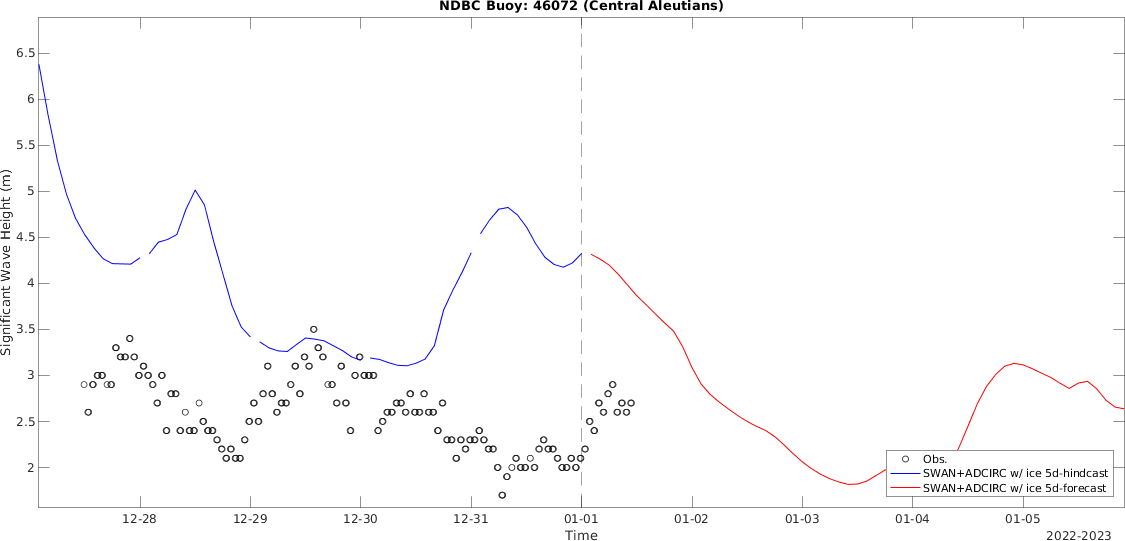 NDBC Buoy: 46072 (Central Aleutians)
Significant Wave Height (m)
6.5
6
5.5
5
4.5
4
3.5
3
2.5
2
Obs.
SWAN+ADCIRC w/ ice 5d-hindcast
SWAN+ADCIRC w/ ice 5d-forecast
12-28 12-29 12-30 12-31 01-01 01-02 01-03 01-04 01-05
Time
2022-2023